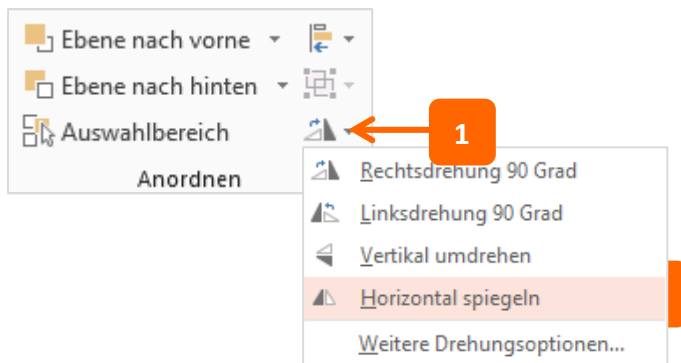 Ebene nach vorne
Ebene nach hinten
Auswahlbereich
1
Anordnen
Rechtsdrehung 90 Grad
Linksdrehung 90 Grad
Vertikal umdrehen
Horizontal spiegeln
Weitere Drehungsoptionen...